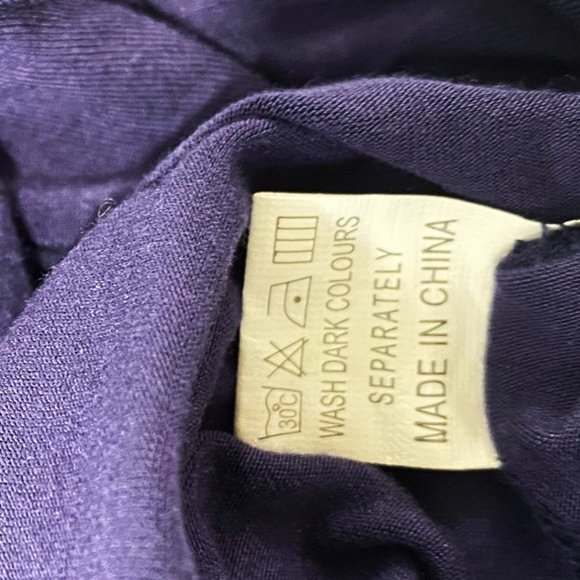 30°C
WASH DARK COLOURS
SEPARATELY
MADE IN CHINA